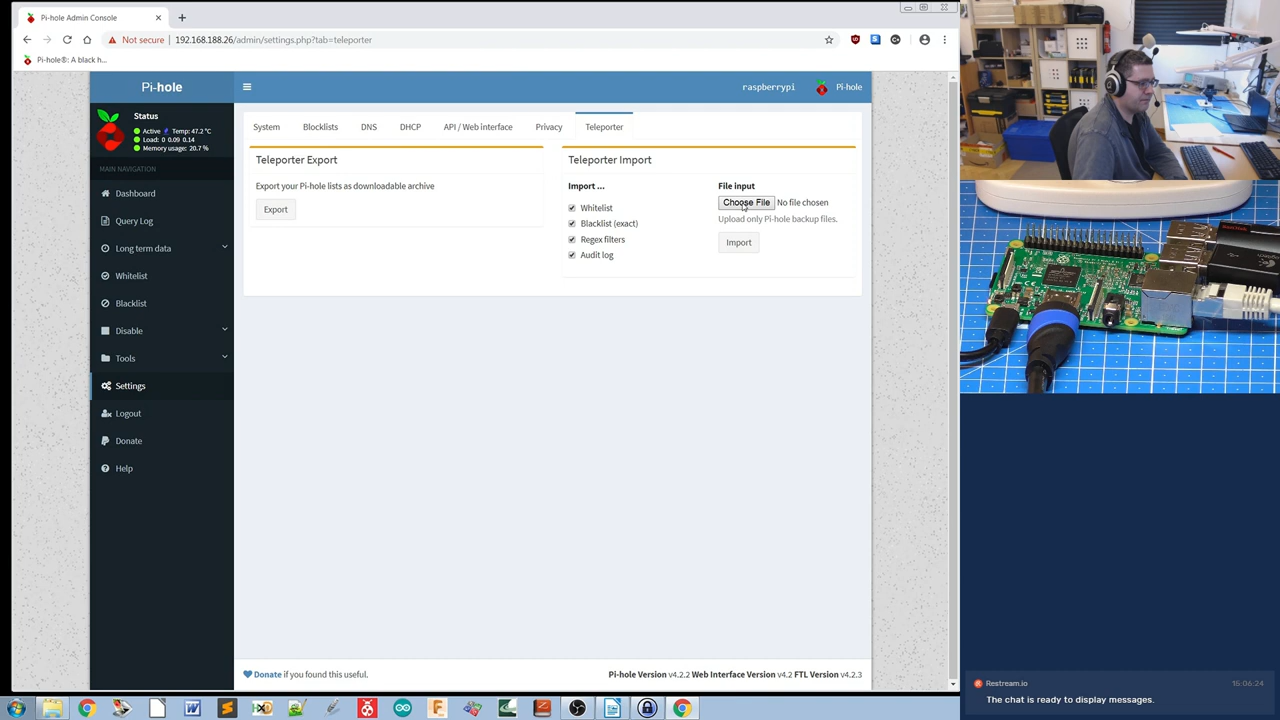 Pi-hole Admin Console
Not secure
192.168.188.26/admin/settings.php?tab=teleporter
Pi-hole®: A black h...
Pi-hole
raspberrypi
Pi-hole
Status
Active Temp: 47.2 °C
Load: 0 0.09 0.14
Memory usage: 20.7 %
MAIN NAVIGATION
Dashboard
Query Log
Long term data
Whitelist
Blacklist
Disable
Tools
Settings
Logout
Donate
Help
System
Blocklists
DNS
DHCP
API / Web interface
Privacy
Teleporter
Teleporter Export
Export your Pi-hole lists as downloadable archive
Export
Teleporter Import
Import ...
Whitelist
Blacklist (exact)
Regex filters
Audit log
File input
Choose File No file chosen
Upload only Pi-hole backup files.
Import
Donate if you found this useful.
Pi-hole Version v4.2.2 Web Interface Version v4.2 FTL Version v4.2.3
Restream.io
15:06:24
The chat is ready to display messages.